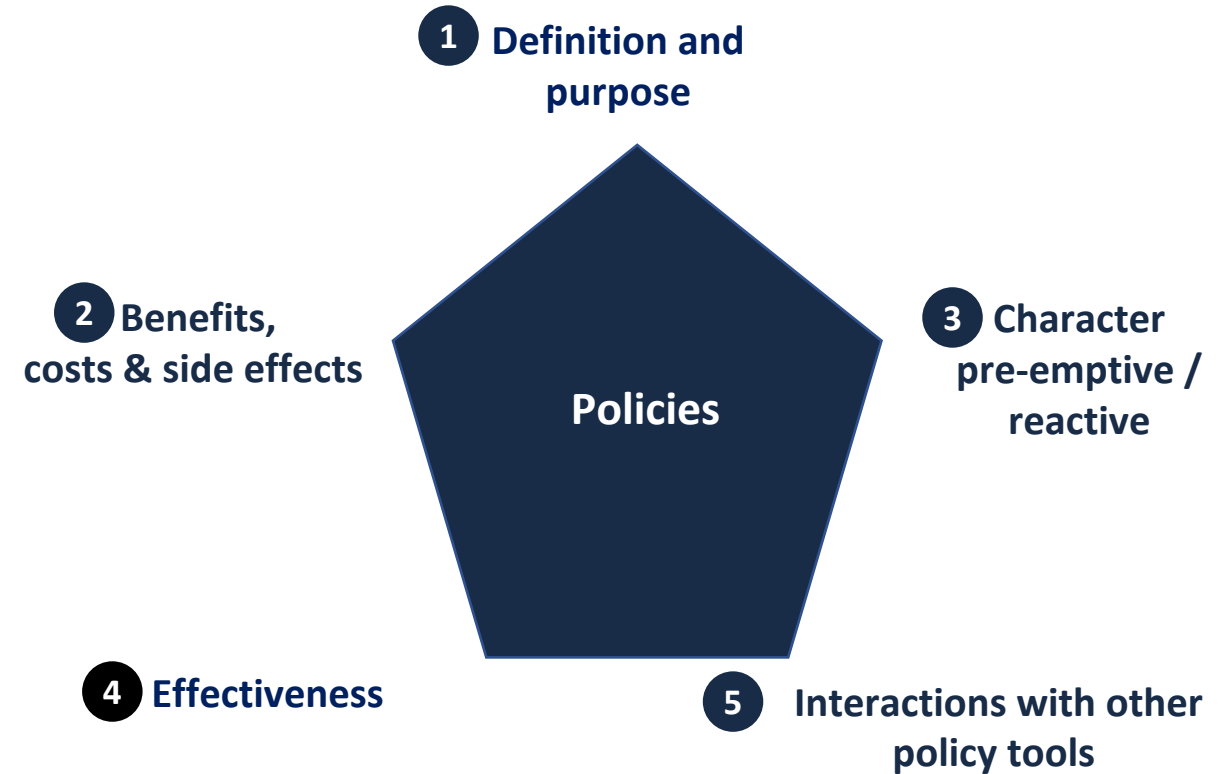 1 Definition and
purpose
2 Benefits,
costs & side effects
3 Character
pre-emptive /
reactive
Policies
4 Effectiveness
5 Interactions with other
policy tools